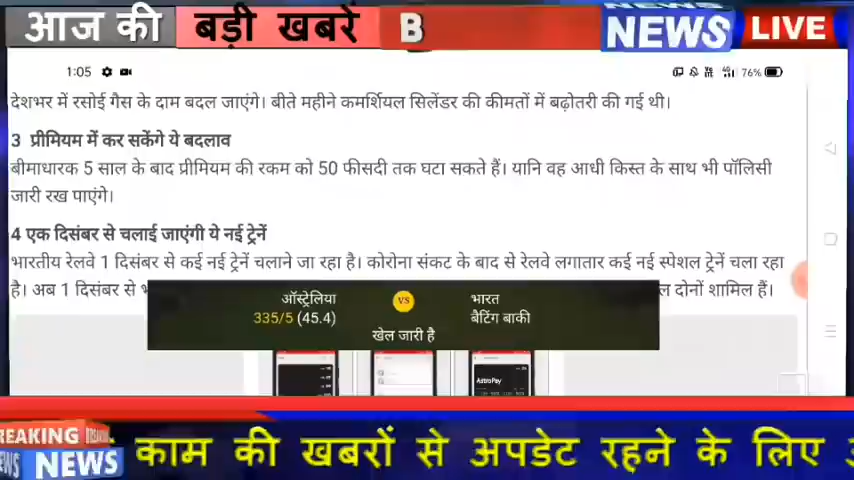 आज की बड़ी खबरें B
NEWS LIVE
1:05 76%
देशभर में रसोई गैस के दाम बदल जाएंगे। बीते महीने कमर्शियल सिलेंडर की कीमतों में बढ़ोतरी की गई थी।
3 प्रीमियम में कर सकेंगे ये बदलाव
बीमाधारक 5 साल के बाद प्रीमियम की रकम को 50 फीसदी तक घटा सकते हैं। यानि वह आधी किस्त के साथ भी पॉलिसी
जारी रख पाएंगे।
4 एक दिसंबर से चलाई जाएंगी ये नई ट्रेनें
भारतीय रेलवे 1 दिसंबर से कई नई ट्रेनें चलाने जा रहा है। कोरोना संकट के बाद से रेलवे लगातार कई नई स्पेशल ट्रेनें चला रहा
है। अब 1 दिसंबर से दोनों शामिल हैं।
ऑस्ट्रेलिया VS भारत
335/5 (45.4) बैटिंग बाकी
खेल जारी है
AstroPay
BREAKING
NEWS NEWS
काम की खबरों से अपडेट रहने के लिए